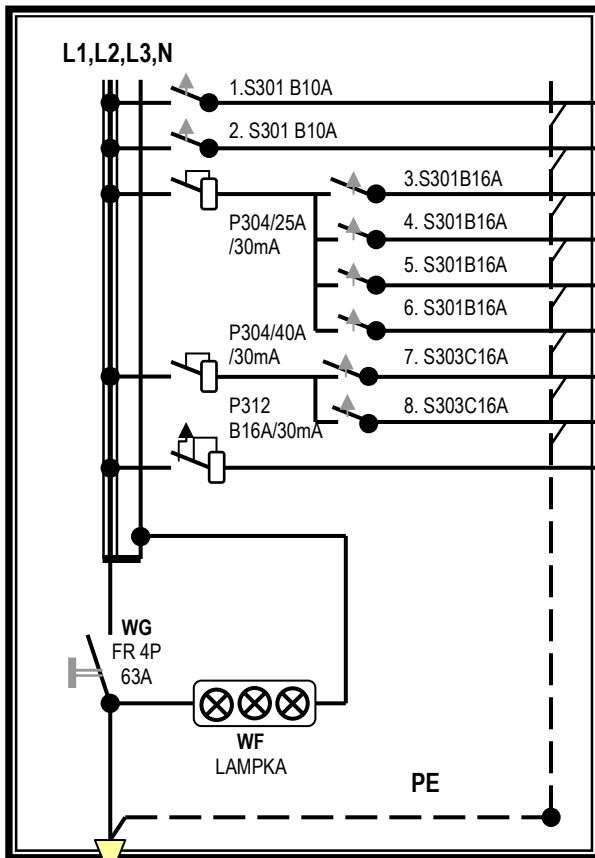 L1,L2,L3,N
1.S301 B10A
2. S301 B10A
3.S301B16A
P304/25A
/30mA
4. S301B16A
5. S301B16A
6. S301B16A
P304/40A
/30mA
7. S303C16A
P312
B16A/30mA
8. S303C16A
WG
FR 4P
63A
WF
LAMPKA
PE